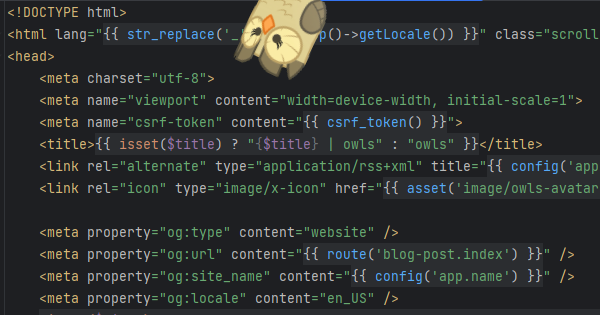 <!DOCTYPE html>
<html lang="{{ str_replace('_ p()->getLocale()) }}" class="scroll
<head>
<meta charset="utf-8">
<meta name="viewport" content="width=device-width, initial-scale=1">
<meta name="csrf-token" content="{{ csrf_token() }}">
<title>{{ isset($title) ? "{$title} | owls" : "owls" }}</title>
<link rel="alternate" type="application/rss+xml" title="{{ config('app
<link rel="icon" type="image/x-icon" href="{{ asset('image/owls-avatar
<meta property="og:type" content="website" />
<meta property="og:url" content="{{ route('blog-post.index') }}" />
<meta property="og:site_name" content="{{ config('app.name') }}" />
<meta property="og:locale" content="en_US" />